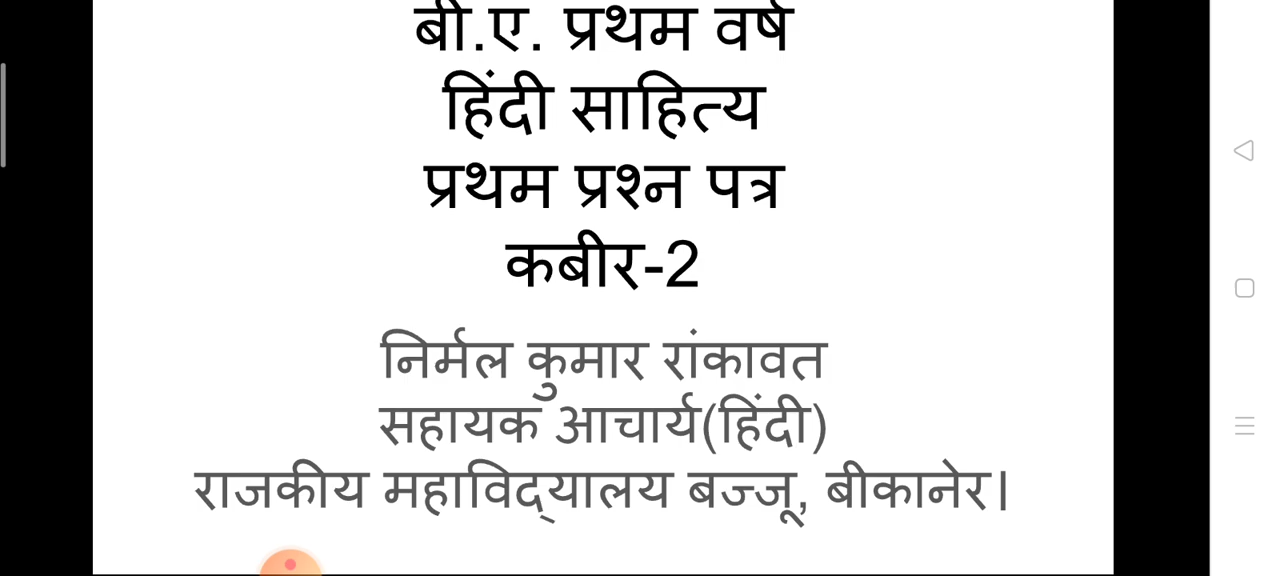 बी.ए. प्रथम वर्ष
हिंदी साहित्य
प्रथम प्रश्न पत्र
कबीर-2
निर्मल कुमार रांकावत
सहायक आचार्य(हिंदी)
राजकीय महाविद्यालय बज्जू, बीकानेर।